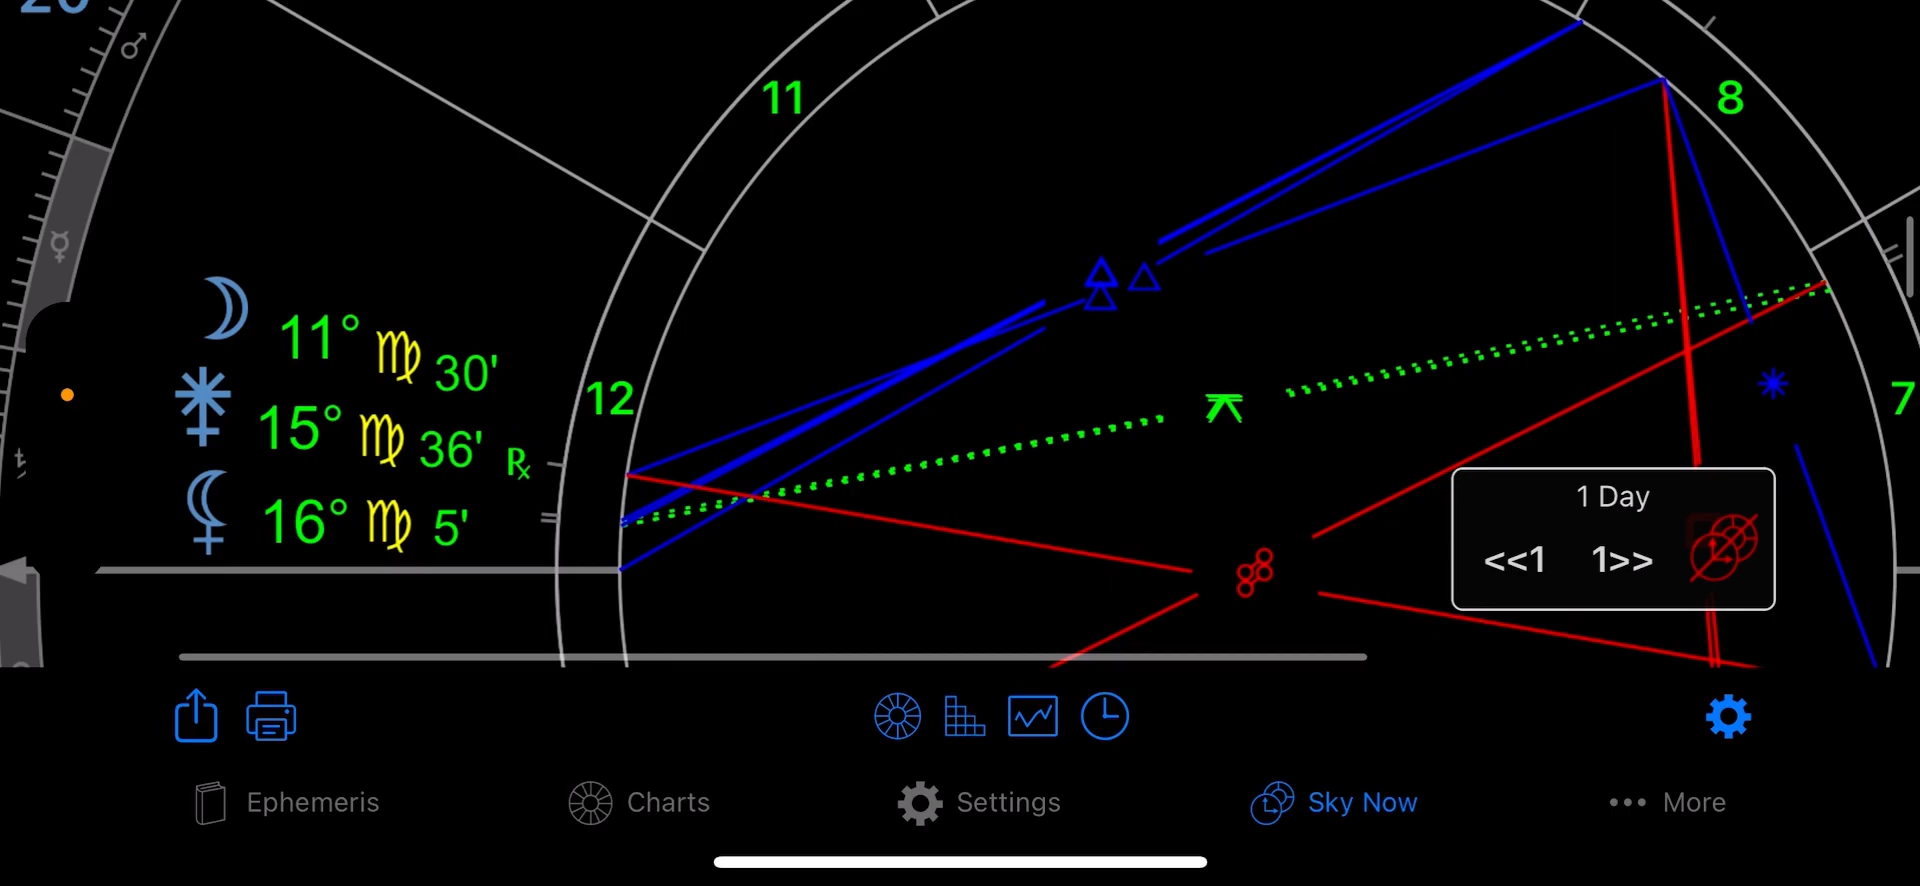 11
8
11° ♍ 30'
12
7
15° ♍ 36' ℞
16° ♍ 5'
1 Day
<<1 1>>
Ephemeris
Charts
Settings
Sky Now
More